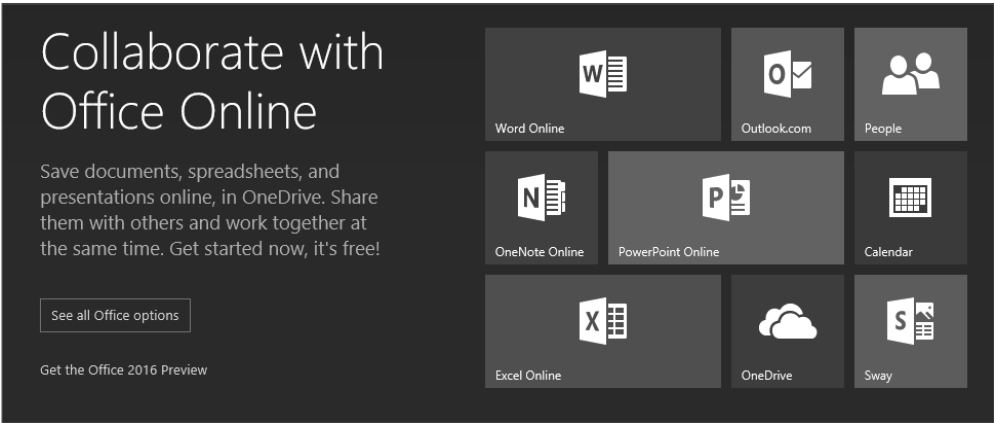 Collaborate with
Office Online
Save documents, spreadsheets, and
presentations online, in OneDrive. Share
them with others and work together at
the same time. Get started now, it's free!
See all Office options
Get the Office 2016 Preview
W
Word Online
O
Outlook.com
People
N
OneNote Online
P
PowerPoint Online
Calendar
X
Excel Online
OneDrive
S
Sway